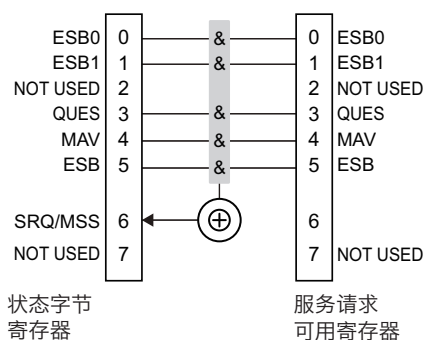 ESB0 0 & 0 ESB0
ESB1 1 & 1 ESB1
NOT USED 2 2 NOT USED
QUES 3 & 3 QUES
MAV 4 & 4 MAV
ESB 5 & 5 ESB
SRQ/MSS 6 6
NOT USED 7 7 NOT USED
状态字节 服务请求
寄存器 可用寄存器